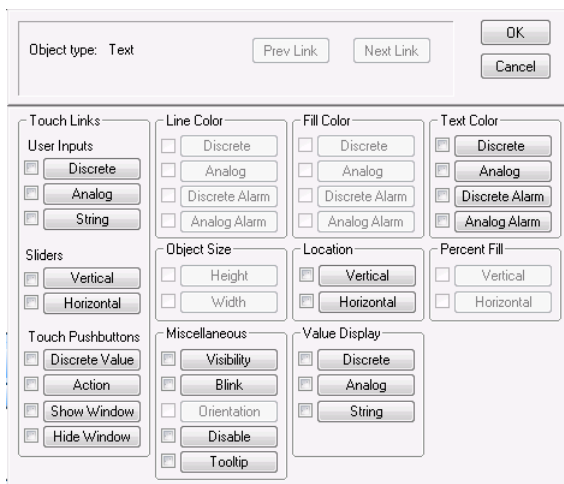 Object type: Text
Prev Link
Next Link
OK
Cancel
Touch Links
User Inputs
Discrete
Analog
String
Sliders
Vertical
Horizontal
Touch Pushbuttons
Discrete Value
Action
Show Window
Hide Window
Line Color
Discrete
Analog
Discrete Alarm
Analog Alarm
Object Size
Height
Width
Miscellaneous
Visibility
Blink
Orientation
Disable
Tooltip
Fill Color
Discrete
Analog
Discrete Alarm
Analog Alarm
Location
Vertical
Horizontal
Value Display
Discrete
Analog
String
Text Color
Discrete
Analog
Discrete Alarm
Analog Alarm
Percent Fill
Vertical
Horizontal